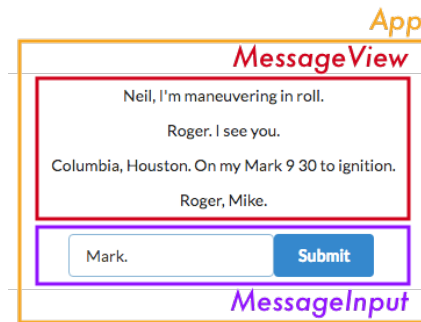 App
MessageView
Neil, I'm maneuvering in roll.
Roger. I see you.
Columbia, Houston. On my Mark 9 30 to ignition.
Roger, Mike.
Mark.
Submit
MessageInput